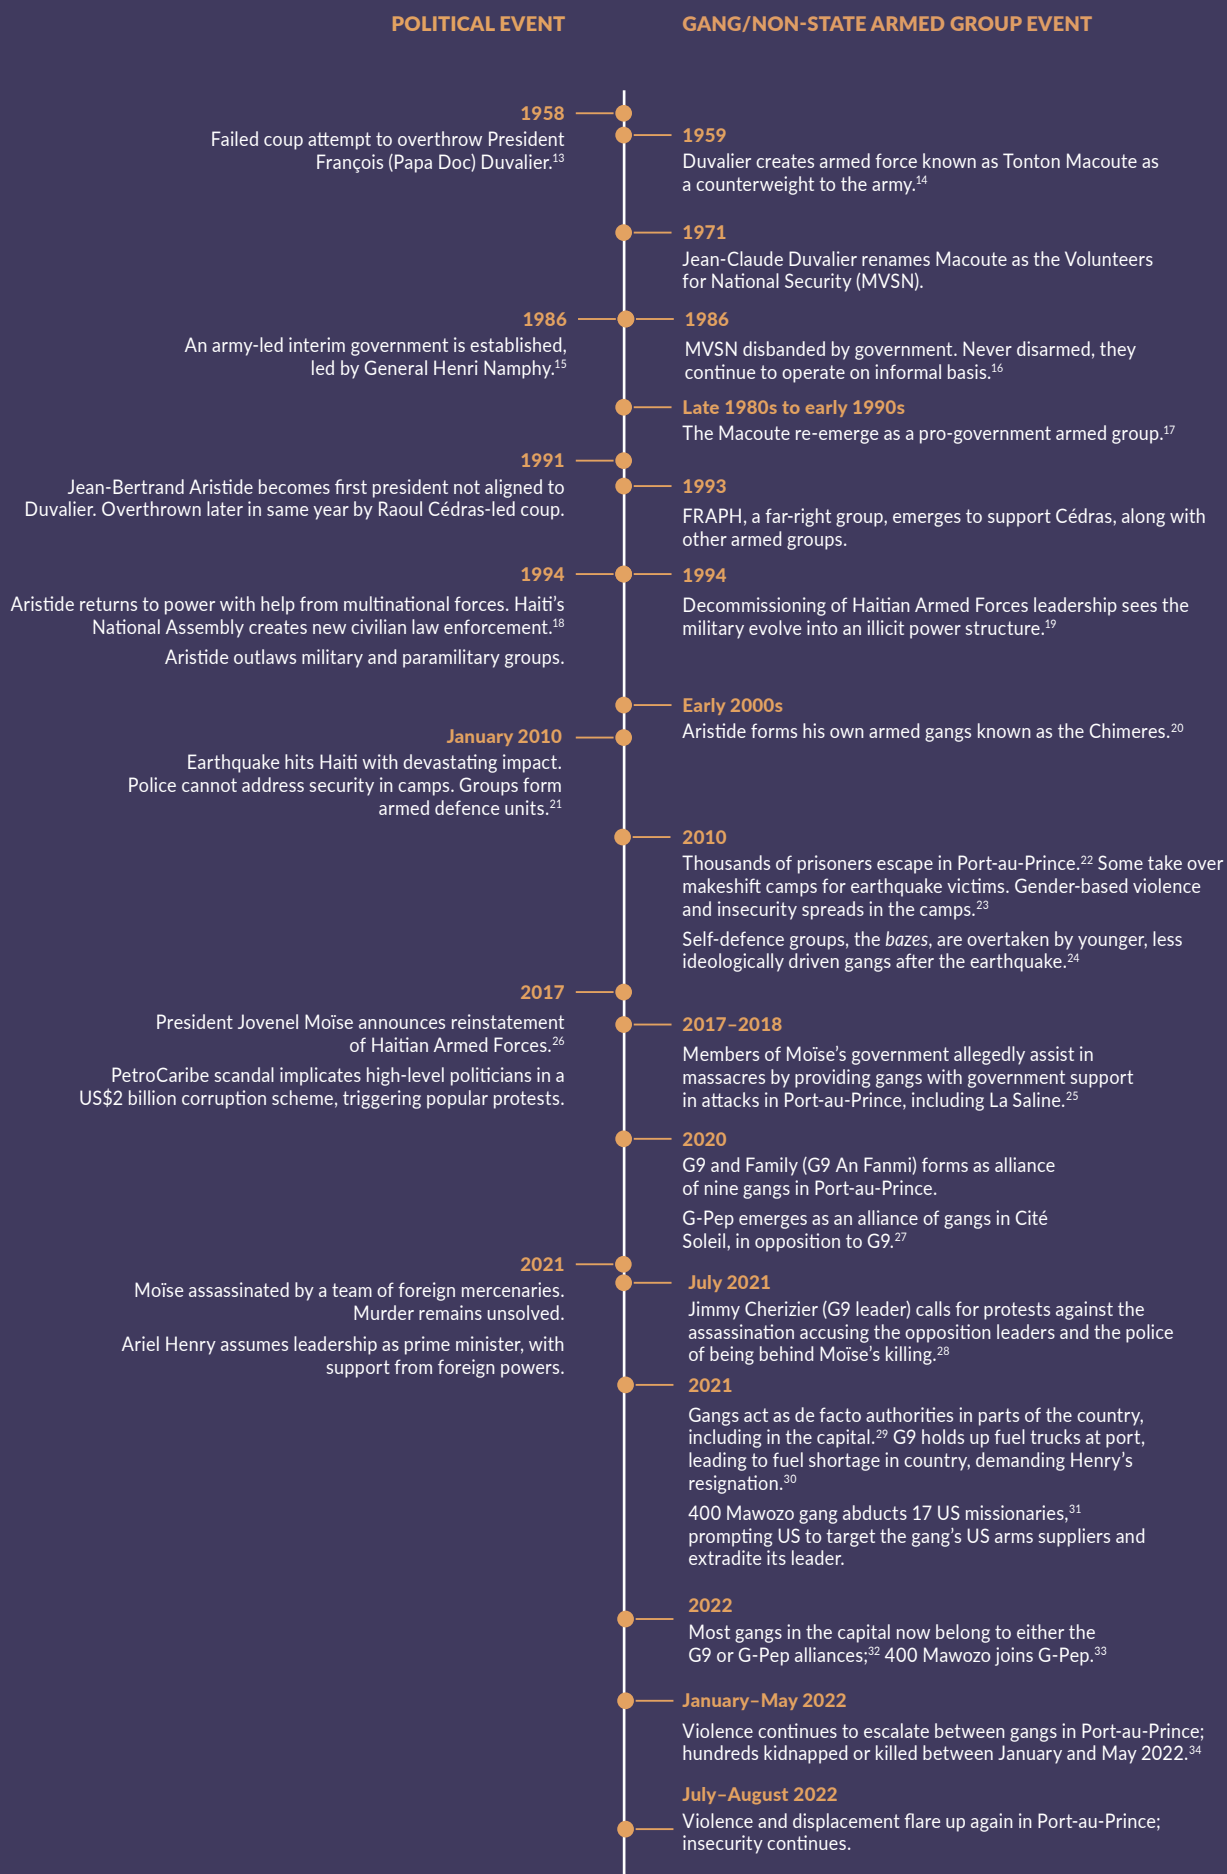 POLITICAL EVENT
GANG/NON-STATE ARMED GROUP EVENT
1958
Failed coup attempt to overthrow President
François (Papa Doc) Duvalier.13
1959
Duvalier creates armed force known as Tonton Macoute as
a counterweight to the army.14
1971
Jean-Claude Duvalier renames Macoute as the Volunteers
for National Security (MVSN).
1986
An army-led interim government is established,
led by General Henri Namphy.15
1986
MVSN disbanded by government. Never disarmed, they
continue to operate on informal basis.16
Late 1980s to early 1990s
The Macoute re-emerge as a pro-government armed group.17
1991
Jean-Bertrand Aristide becomes first president not aligned to
Duvalier. Overthrown later in same year by Raoul Cédras-led coup.
1993
FRAPH, a far-right group, emerges to support Cédras, along with
other armed groups.
1994
Aristide returns to power with help from multinational forces. Haiti's
National Assembly creates new civilian law enforcement.18
Aristide outlaws military and paramilitary groups.
1994
Decommissioning of Haitian Armed Forces leadership sees the
military evolve into an illicit power structure.19
Early 2000s
Aristide forms his own armed gangs known as the Chimeres.20
January 2010
Earthquake hits Haiti with devastating impact.
Police cannot address security in camps. Groups form
armed defence units.21
2010
Thousands of prisoners escape in Port-au-Prince.22 Some take over
makeshift camps for earthquake victims. Gender-based violence
and insecurity spreads in the camps.23
Self-defence groups, the bazes, are overtaken by younger, less
ideologically driven gangs after the earthquake.24
2017
President Jovenel Moïse announces reinstatement
of Haitian Armed Forces.26
PetroCaribe scandal implicates high-level politicians in a
US$2 billion corruption scheme, triggering popular protests.
2017–2018
Members of Moïse's government allegedly assist in
massacres by providing gangs with government support
in attacks in Port-au-Prince, including La Saline.25
2020
G9 and Family (G9 An Fanmi) forms as alliance
of nine gangs in Port-au-Prince.
G-Pep emerges as an alliance of gangs in Cité
Soleil, in opposition to G9.27
2021
Moïse assassinated by a team of foreign mercenaries.
Murder remains unsolved.
Ariel Henry assumes leadership as prime minister, with
support from foreign powers.
July 2021
Jimmy Cherizier (G9 leader) calls for protests against the
assassination accusing the opposition leaders and the police
of being behind Moïse's killing.28
2021
Gangs act as de facto authorities in parts of the country,
including in the capital.29 G9 holds up fuel trucks at port,
leading to fuel shortage in country, demanding Henry's
resignation.30
400 Mawozo gang abducts 17 US missionaries,31
prompting US to target the gang's US arms suppliers and
extradite its leader.
2022
Most gangs in the capital now belong to either the
G9 or G-Pep alliances;32 400 Mawozo joins G-Pep.33
January–May 2022
Violence continues to escalate between gangs in Port-au-Prince;
hundreds kidnapped or killed between January and May 2022.34
July–August 2022
Violence and displacement flare up again in Port-au-Prince;
insecurity continues.